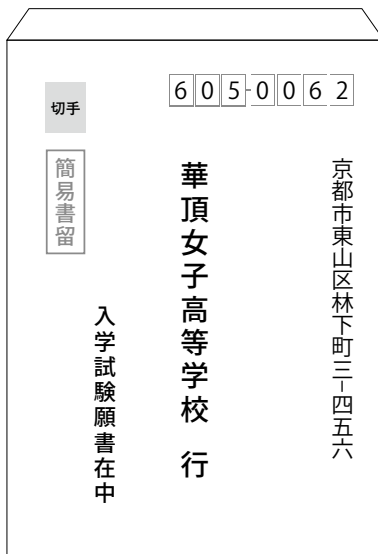 605-0062
京都市東山区林下町三-四五六
華頂女子高等学校 行
入学試験願書在中
切手
簡易書留